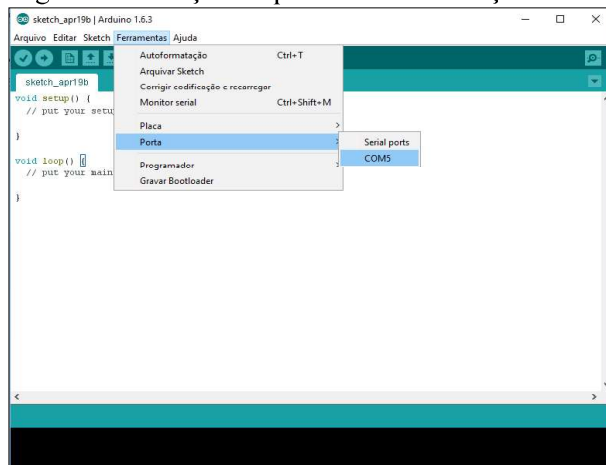 sketch_apr19b | Arduino 1.6.3
Arquivo Editar Sketch Ferramentas Ajuda
sketch_apr19b
void setup() {
// put your setu
}
void loop() {
// put your main
}
Autoformatação Ctrl+T
Arquivar Sketch
Corrigir codificação e recarregar
Monitor serial Ctrl+Shift+M
Placa
Porta
Programador
Gravar Bootloader
Serial ports
COM5